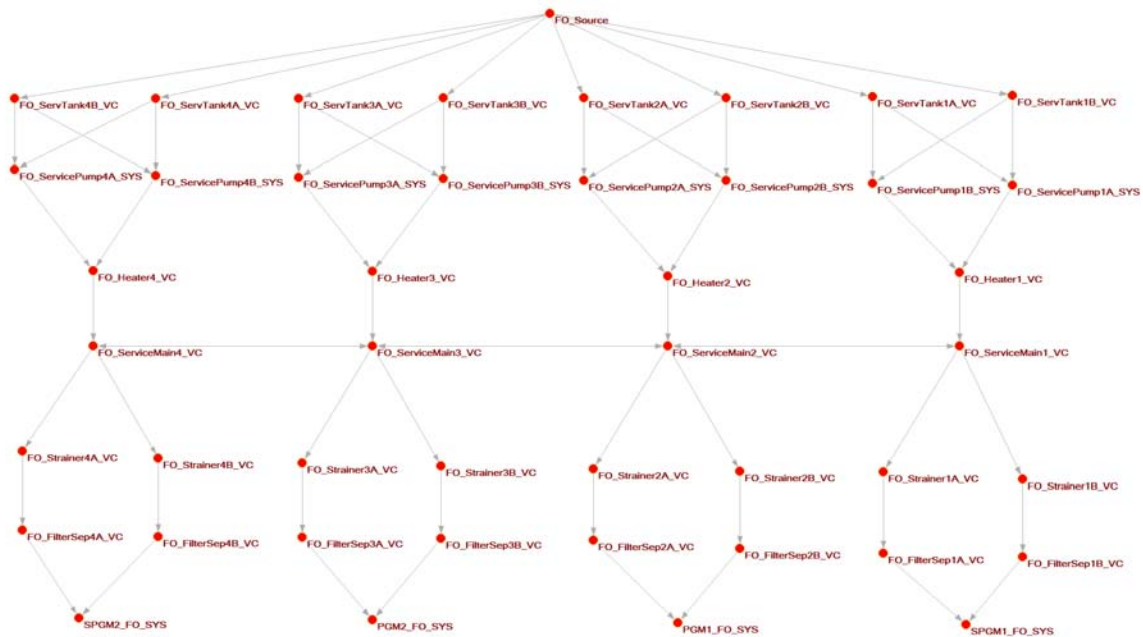 FO_Source
FO_ServTank4B_VC
FO_ServTank4A_VC
FO_ServTank3A_VC
FO_ServTank3B_VC
FO_ServTank2A_VC
FO_ServTank2B_VC
FO_ServTank1A_VC
FO_ServTank1B_VC
FO_ServicePump4A_SYS
FO_ServicePump4B_SYS
FO_ServicePump3A_SYS
FO_ServicePump3B_SYS
FO_ServicePump2A_SYS
FO_ServicePump2B_SYS
FO_ServicePump1B_SYS
FO_ServicePump1A_SYS
FO_Heater4_VC
FO_Heater3_VC
FO_Heater2_VC
FO_Heater1_VC
FO_ServiceMain4_VC
FO_ServiceMain3_VC
FO_ServiceMain2_VC
FO_ServiceMain1_VC
FO_Strainer4A_VC
FO_Strainer4B_VC
FO_Strainer3A_VC
FO_Strainer3B_VC
FO_Strainer2A_VC
FO_Strainer2B_VC
FO_Strainer1A_VC
FO_Strainer1B_VC
FO_FilterSep4A_VC
FO_FilterSep4B_VC
FO_FilterSep3A_VC
FO_FilterSep3B_VC
FO_FilterSep2A_VC
FO_FilterSep2B_VC
FO_FilterSep1A_VC
FO_FilterSep1B_VC
SPGM2_FO_SYS
PGM2_FO_SYS
PGM1_FO_SYS
SPGM1_FO_SYS